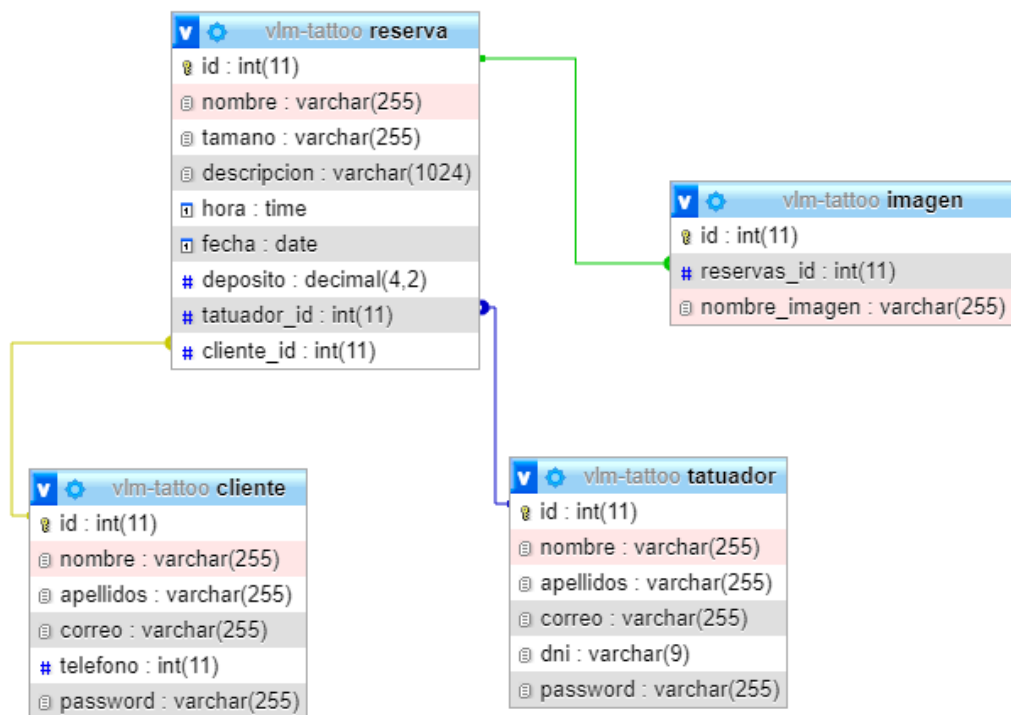 vlm-tattoo reserva
id : int(11)
nombre : varchar(255)
tamano : varchar(255)
descripcion : varchar(1024)
hora : time
fecha : date
# deposito : decimal(4,2)
# tatuador_id : int(11)
# cliente_id : int(11)
vlm-tattoo imagen
id : int(11)
# reservas_id : int(11)
nombre_imagen : varchar(255)
vlm-tattoo cliente
id : int(11)
nombre : varchar(255)
apellidos : varchar(255)
correo : varchar(255)
# telefono : int(11)
password : varchar(255)
vlm-tattoo tatuador
id : int(11)
nombre : varchar(255)
apellidos : varchar(255)
correo : varchar(255)
dni : varchar(9)
password : varchar(255)